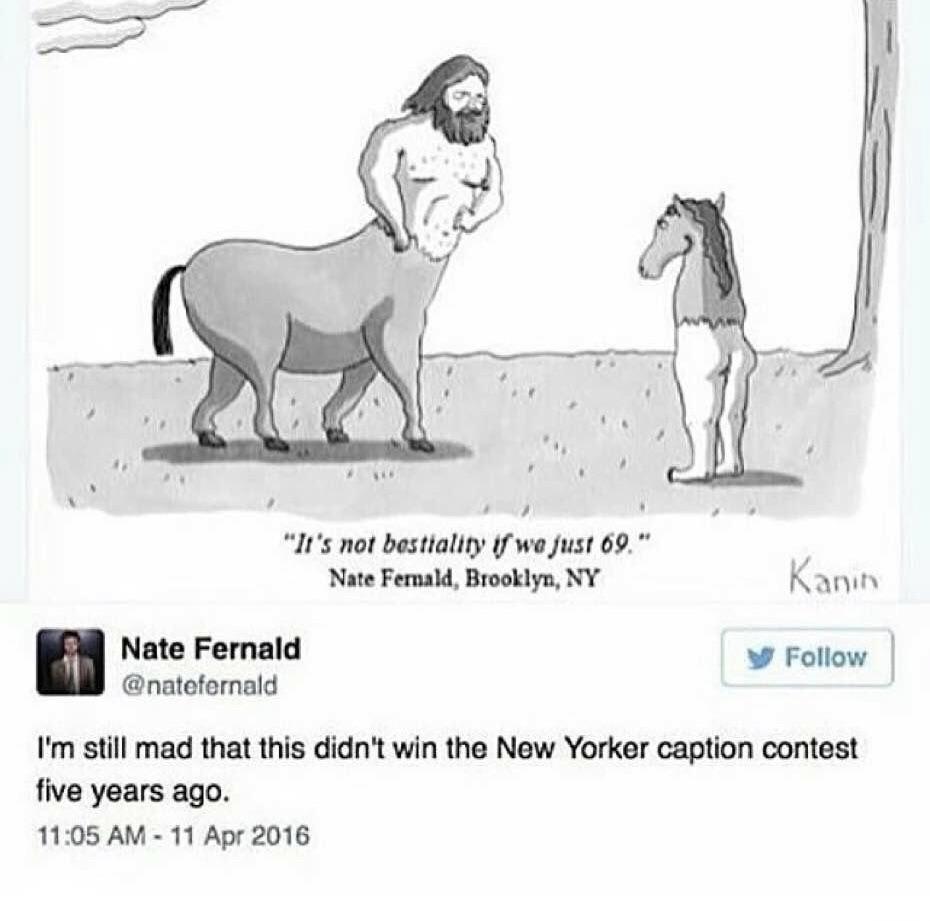 "It's not bestiality if we just 69."
Nate Fernald, Brooklyn, NY
Kanin
Nate Fernald
@natefernald
Follow
I'm still mad that this didn't win the New Yorker caption contest
five years ago.
11:05 AM - 11 Apr 2016